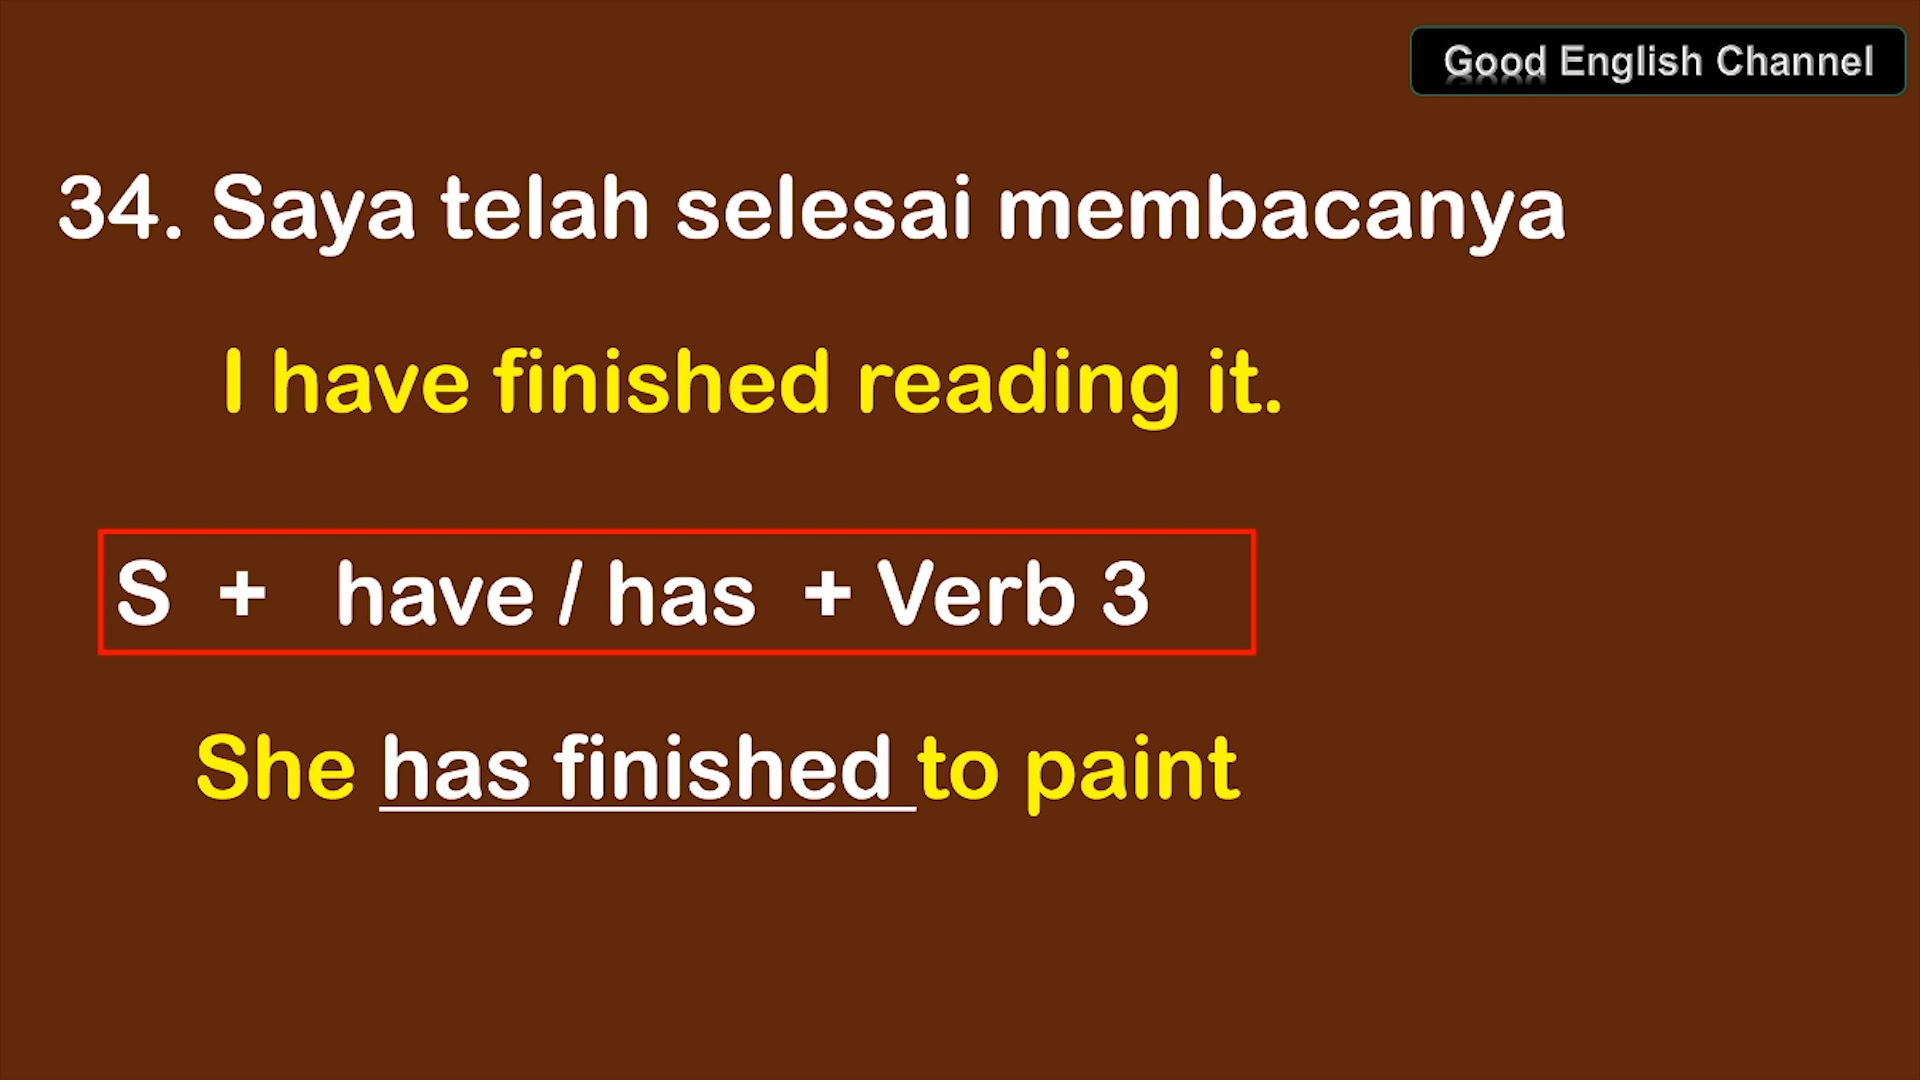 Good English Channel
34. Saya telah selesai membacanya
I have finished reading it.
S + have / has + Verb 3
She has finished to paint